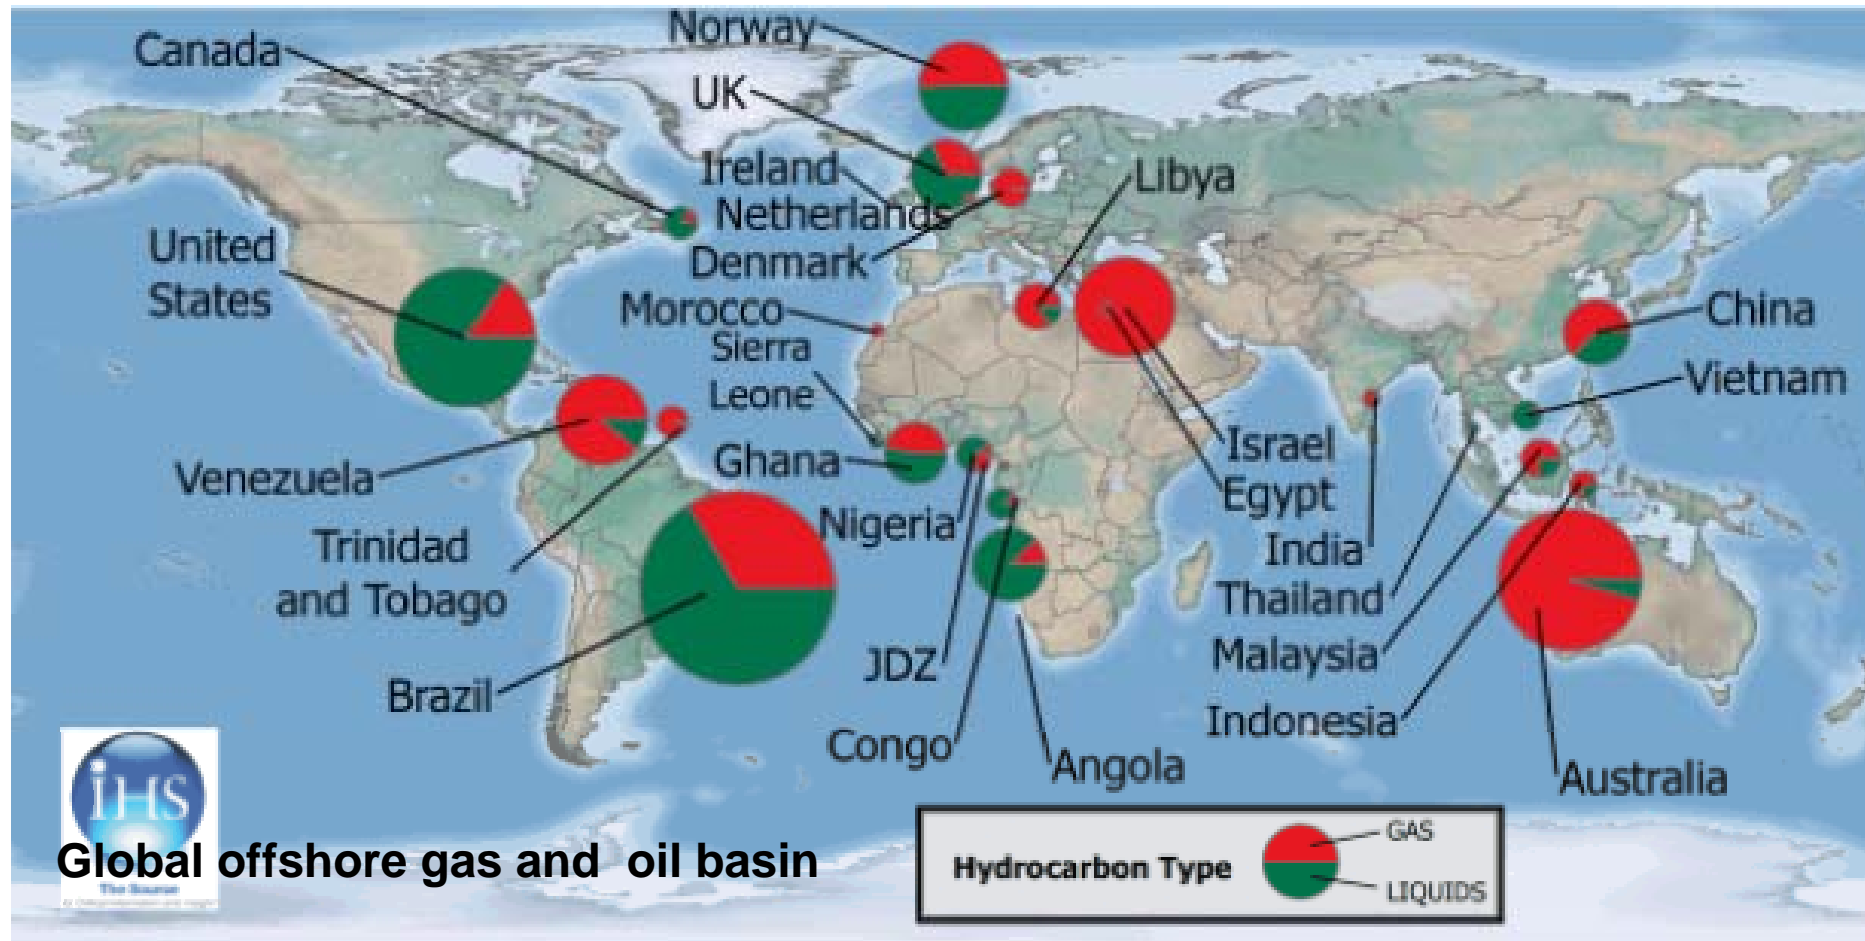 Norway
Canada
UK
Ireland
Libya
Netherlands
United
States
Denmark
Morocco
China
Sierra
Leone
Vietnam
Israel
Ghana
Venezuela
Egypt
Nigeria
Trinidad
and Tobago
India
Thailand
JDZ
Malaysia
Brazil
Indonesia
Congo
Angola
Australia
iHS
GAS
Global offshore gas and oil basin
Hydrocarbon Type
LIQUIDS
The Source